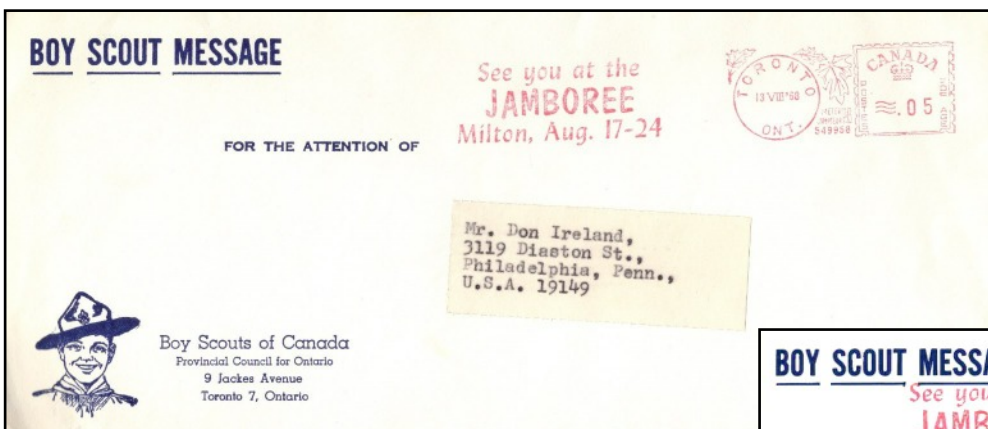 BOY SCOUT MESSAGE
See you at the
JAMBOREE
Milton, Aug. 17-24
TORONTO
13 VIII '68
ONT.
549958
CANADA
.05
FOR THE ATTENTION OF
Mr. Don Ireland,
3119 Diaston St.,
Philadelphia, Penn.,
U.S.A. 19149
Boy Scouts of Canada
Provincial Council for Ontario
9 Jackes Avenue
Toronto 7, Ontario
BOY SCOUT MESSA
See you
JAMB